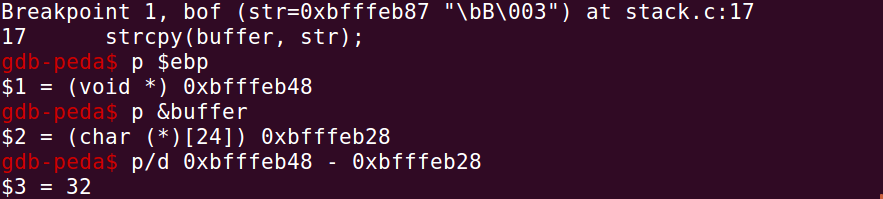 Breakpoint 1, bof (str=0xbfffeb87 "\bB\003") at stack.c:17
17      strcpy(buffer, str);
gdb-peda$ p $ebp
$1 = (void *) 0xbfffeb48
gdb-peda$ p &buffer
$2 = (char (*)[24]) 0xbfffeb28
gdb-peda$ p/d 0xbfffeb48 - 0xbfffeb28
$3 = 32